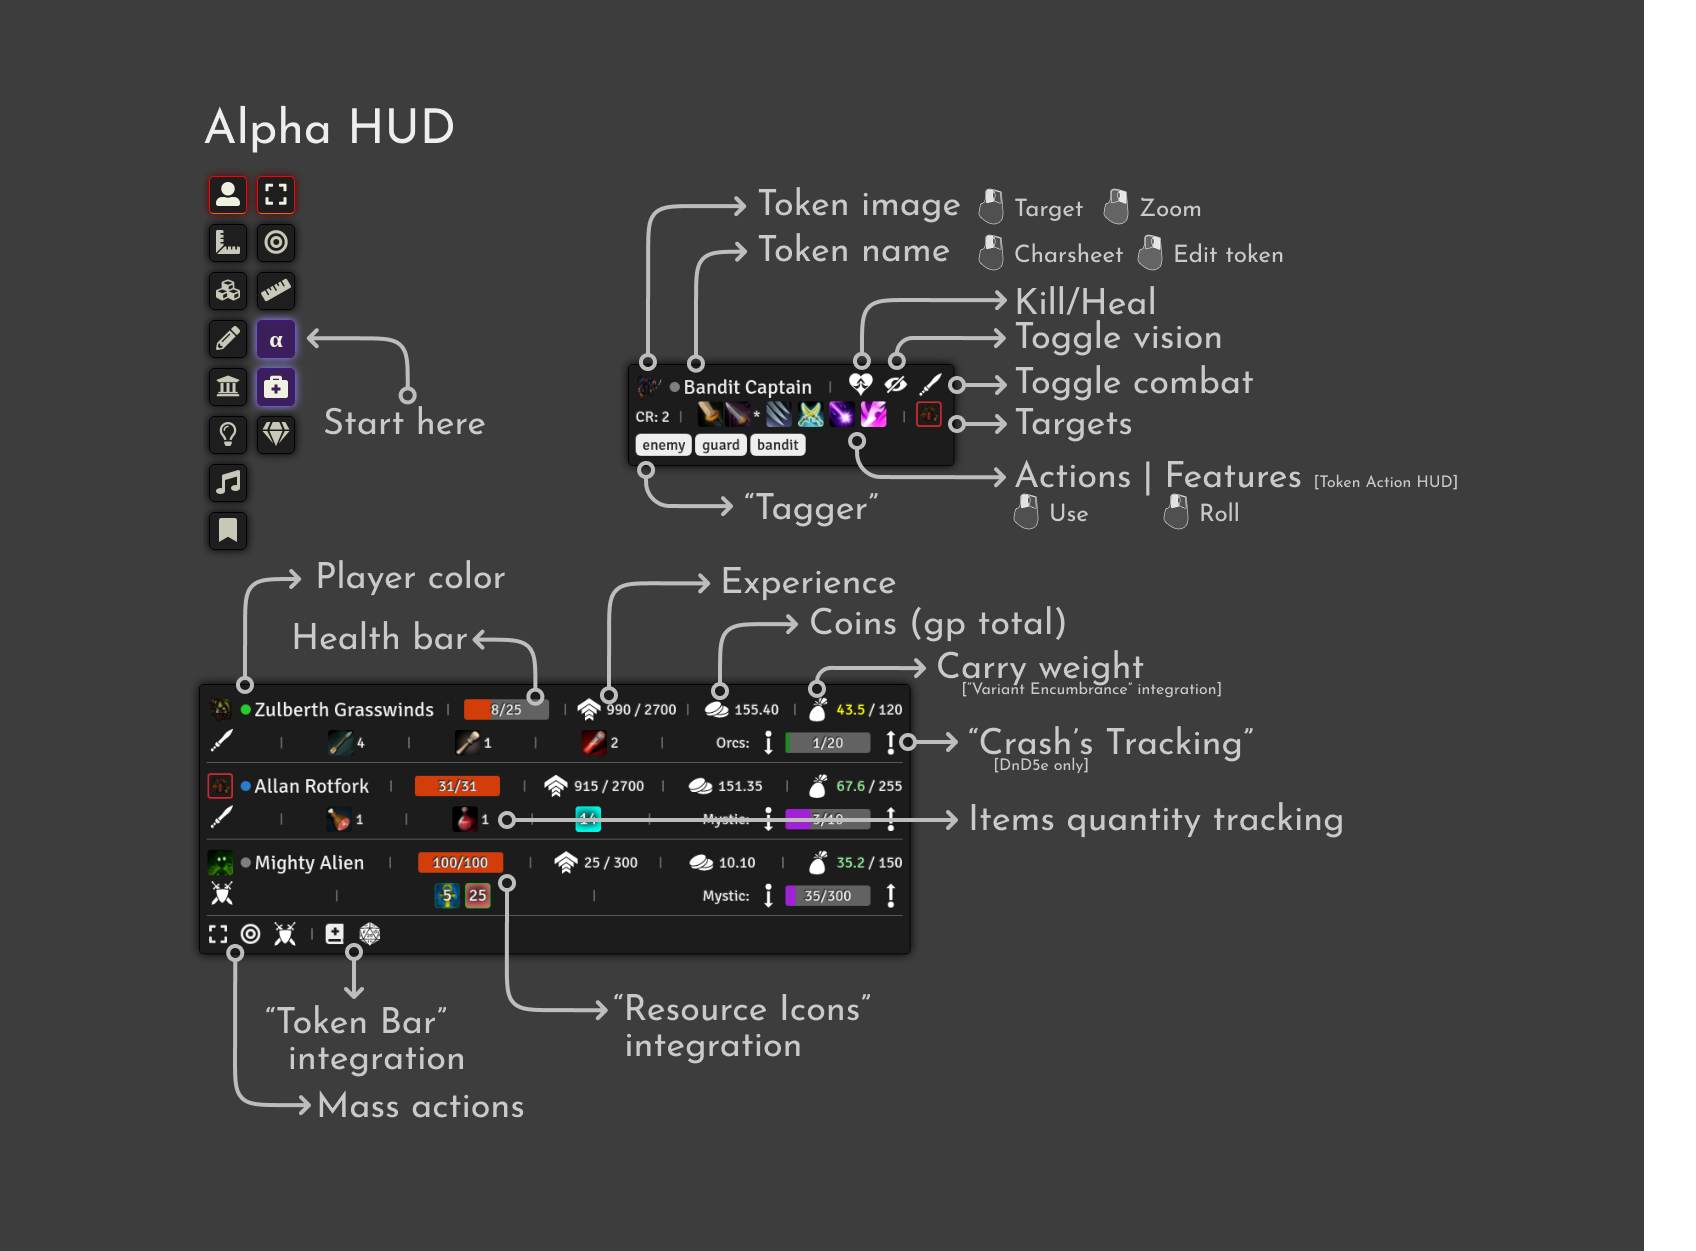 Alpha HUD
α
Start here
Token image Target Zoom
Token name Charsheet Edit token
Kill/Heal
Toggle vision
Toggle combat
Targets
Actions | Features [Token Action HUD]
Use Roll
Bandit Captain |
CR: 2 | * |
enemy guard bandit
“Tagger”
Player color
Health bar
Experience
Coins (gp total)
Carry weight
[“Variant Encumbrance” integration]
“Crash’s Tracking”
[DnD5e only]
Items quantity tracking
Zulberth Grasswinds | 8/25 | 990 / 2700 | 155.40 | 43.5 / 120
| 4 | 1 | 2 | Orcs: 1/20
Allan Rotfork | 31/31 | 915 / 2700 | 151.35 | 67.6 / 255
| 1 | 1 | 14 | Mystic: 3/10
Mighty Alien | 100/100 | 25 / 300 | 10.10 | 35.2 / 150
| 5 25 | Mystic: 35/300
|
“Token Bar”
integration
“Resource Icons”
integration
Mass actions